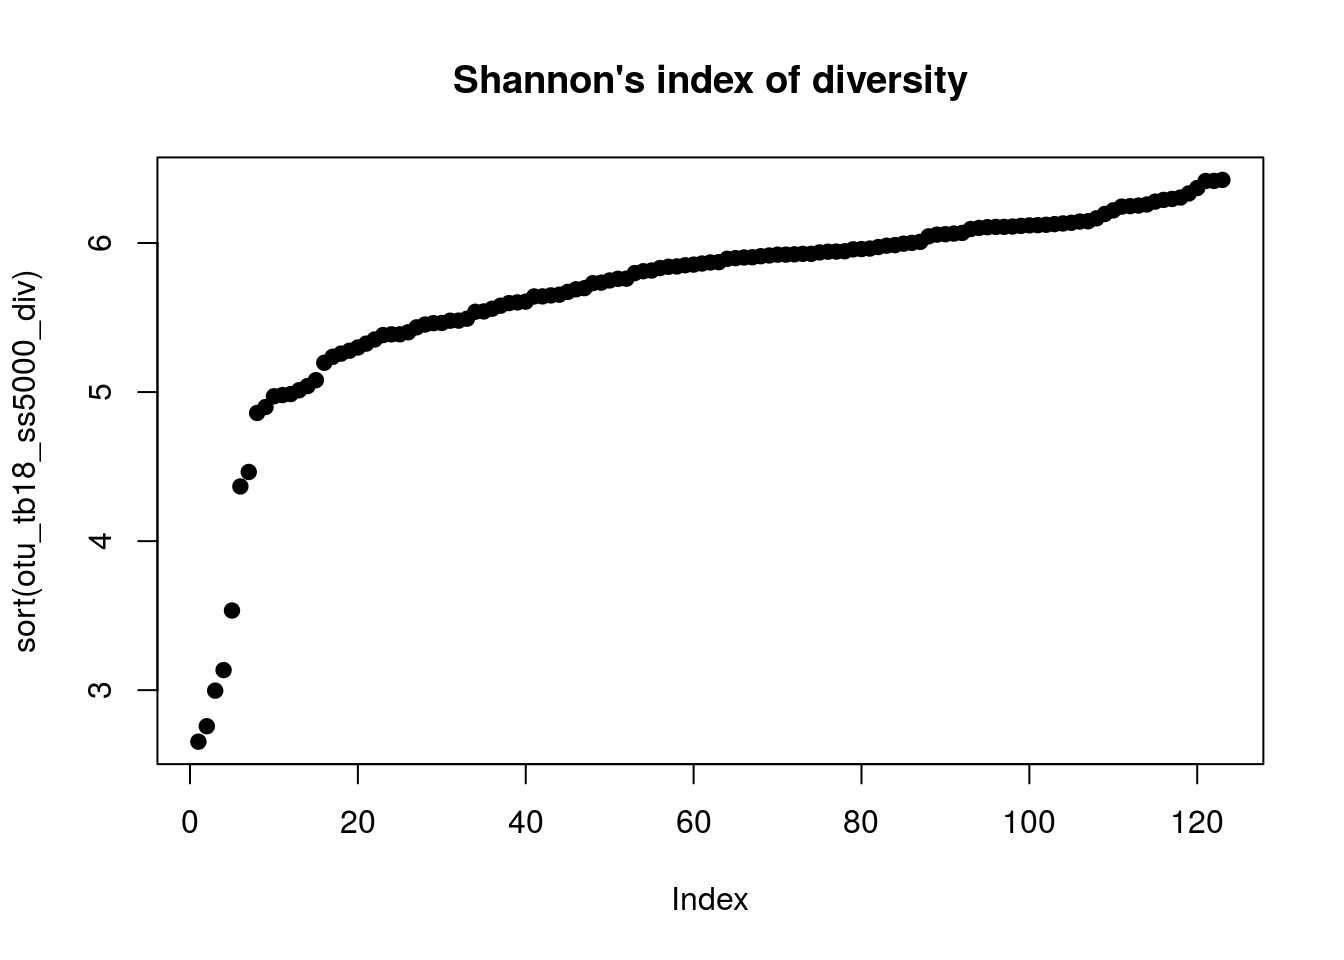 Shannon's index of diversity
sort(otu_tb18_ss5000_div)
6
5
4
3
0 20 40 60 80 100 120
Index